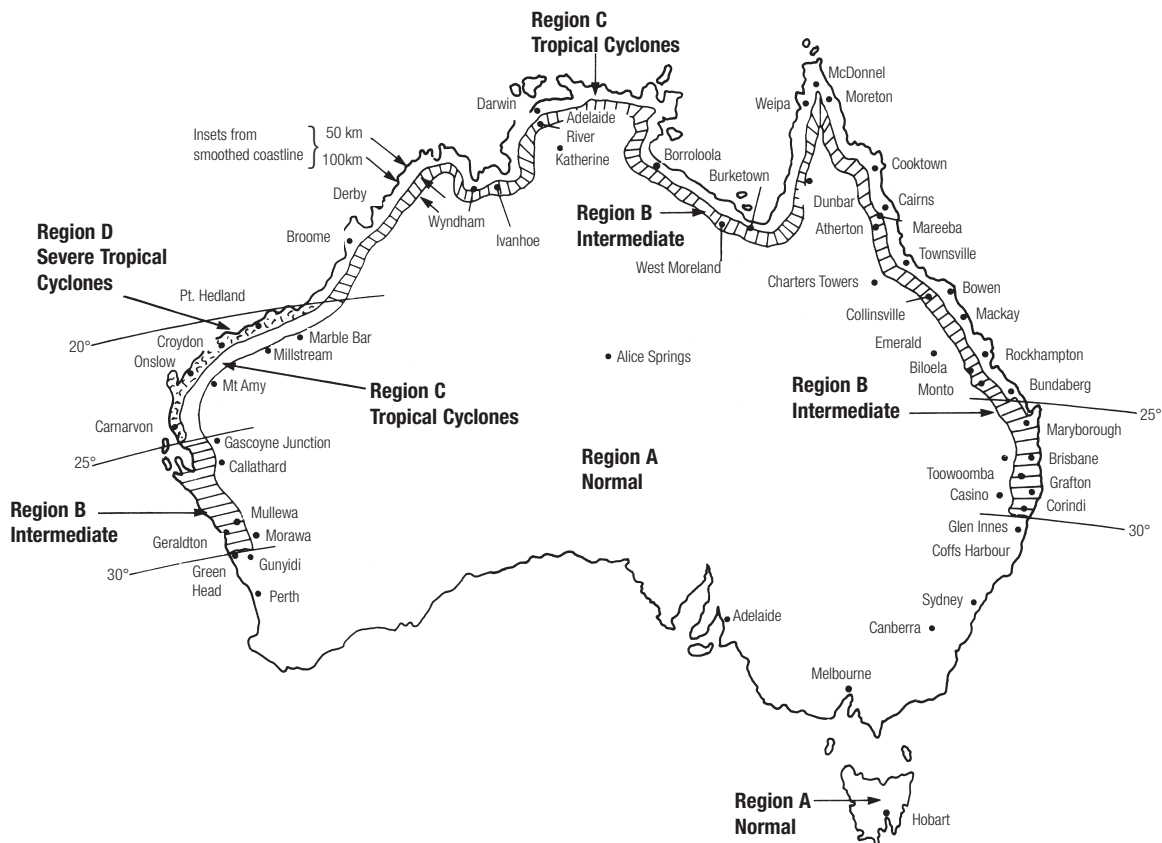 Region C
Tropical Cyclones
McDonnel
Darwin
Weipa
Moreton
Adelaide
River
Insets from
smoothed coastline
50 km
100km
Katherine
Borroloola
Burketown
Cooktown
Derby
Wyndham
Ivanhoe
Region B
Intermediate
Dunbar
Cairns
Atherton
Mareeba
Broome
Region D
Severe Tropical
Cyclones
West Moreland
Townsville
Charters Towers
Bowen
Pt. Hedland
Collinsville
Mackay
20°
Croydon
Marble Bar
Millstream
Onslow
Alice Springs
Emerald
Rockhampton
Biloela
Mt Amy
Region C
Tropical Cyclones
Region B
Intermediate
Monto
Bundaberg
25°
Carnarvon
Maryborough
Gascoyne Junction
25°
Callathard
Region A
Normal
Toowoomba
Brisbane
Grafton
Casino
Corindi
Region B
Intermediate
Mullewa
Morawa
Geraldton
Glen Innes
30°
Coffs Harbour
30°
Green
Head
Gunyidi
Perth
Sydney
Adelaide
Canberra
Melbourne
Region A
Normal
Hobart